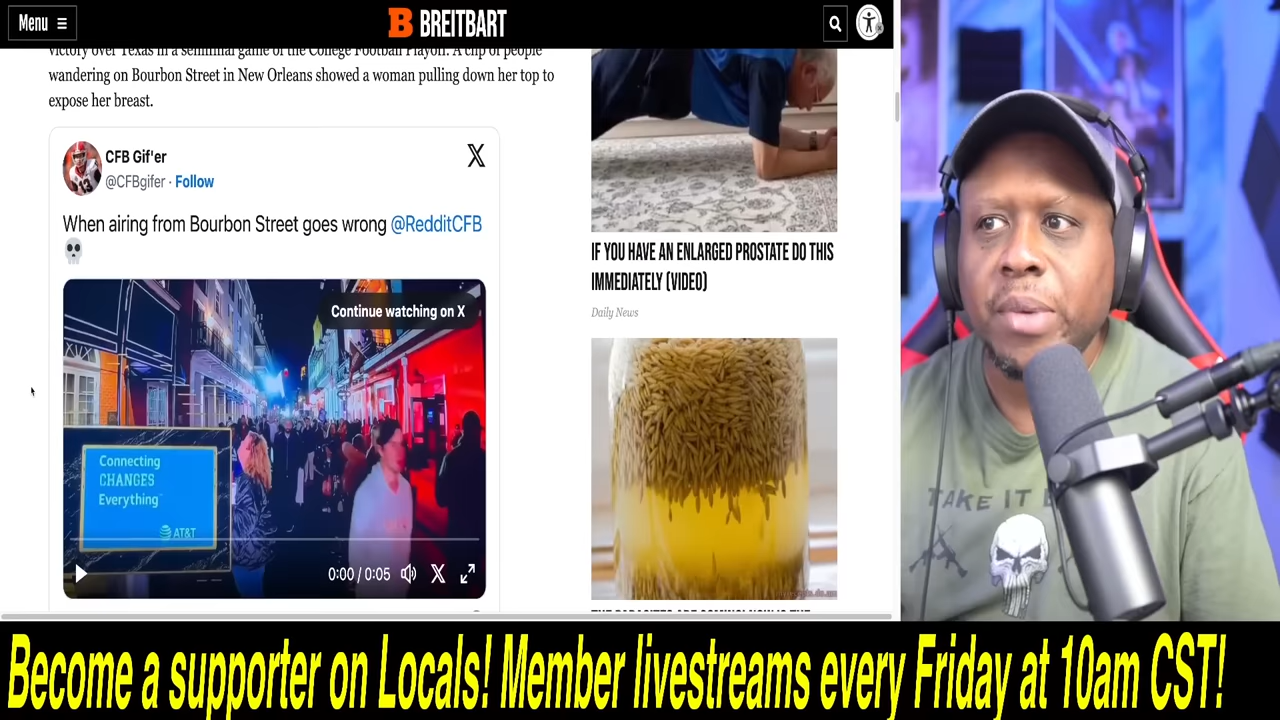 Menu
BREITBART
victory over Texas in a semifinal game of the College Football Playoff. A clip of people
wandering on Bourbon Street in New Orleans showed a woman pulling down her top to
expose her breast.
CFB Gif'er
@CFBgifer · Follow
When airing from Bourbon Street goes wrong @RedditCFB
Continue watching on X
Connecting
CHANGES
Everything
AT&T
0:00 / 0:05
IF YOU HAVE AN ENLARGED PROSTATE DO THIS
IMMEDIATELY (VIDEO)
Daily News
TAKE IT
Become a supporter on Locals! Member livestreams every Friday at 10am CST!